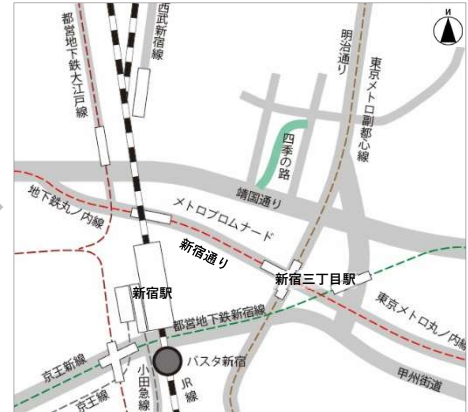 N
西武新宿線
都営地下鉄大江戸線
明治通り
東京メトロ副都心線
四季の路
靖国通り
地下鉄丸ノ内線
メトロプロムナード
新宿通り
新宿駅
新宿三丁目駅
都営地下鉄新宿線
東京メトロ丸ノ内線
京王新線
バスタ新宿
甲州街道
京王線
小田急線
JR線